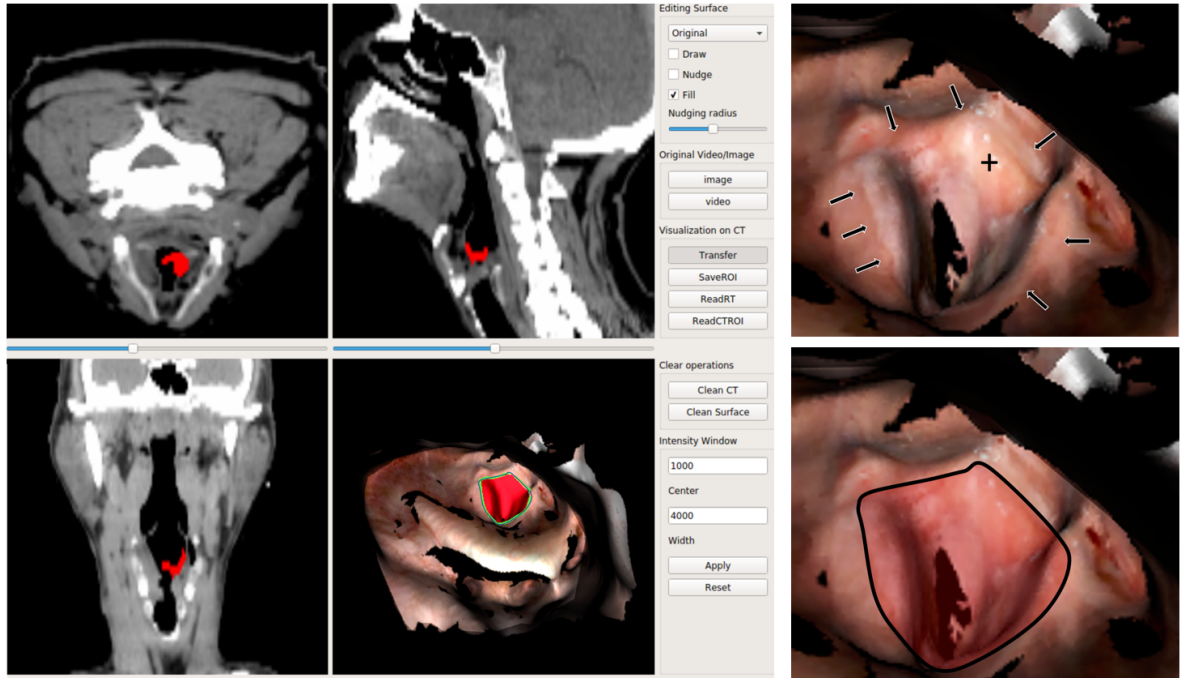 Editing Surface
Original
Draw
Nudge
Fill
Nudging radius
Original Video/Image
image
video
Visualization on CT
Transfer
SaveROI
ReadRT
ReadCTROI
Clear operations
Clean CT
Clean Surface
Intensity Window
1000
Center
4000
Width
Apply
Reset